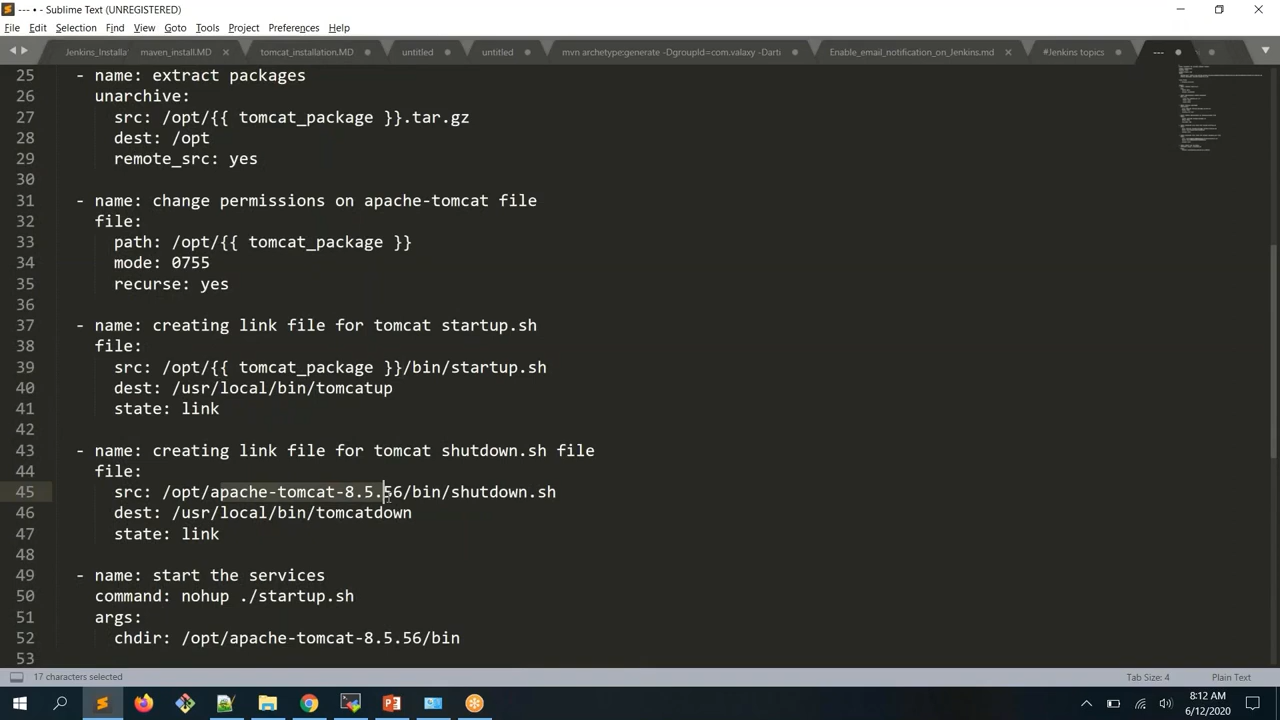 --- • - Sublime Text (UNREGISTERED)
File Edit Selection Find View Goto Tools Project Preferences Help
Jenkins_Installa maven_install.MD tomcat_installation.MD untitled untitled mvn archetype:generate -DgroupId=com.valaxy -Darti Enable_email_notification_on_Jenkins.md #Jenkins topics ---
25 - name: extract packages
26 unarchive:
27 src: /opt/{{ tomcat_package }}.tar.gz
28 dest: /opt
29 remote_src: yes
30
31 - name: change permissions on apache-tomcat file
32 file:
33 path: /opt/{{ tomcat_package }}
34 mode: 0755
35 recurse: yes
36
37 - name: creating link file for tomcat startup.sh
38 file:
39 src: /opt/{{ tomcat_package }}/bin/startup.sh
40 dest: /usr/local/bin/tomcatup
41 state: link
42
43 - name: creating link file for tomcat shutdown.sh file
44 file:
45 src: /opt/apache-tomcat-8.5.56/bin/shutdown.sh
46 dest: /usr/local/bin/tomcatdown
47 state: link
48
49 - name: start the services
50 command: nohup ./startup.sh
51 args:
52 chdir: /opt/apache-tomcat-8.5.56/bin
53
17 characters selected Tab Size: 4 Plain Text
8:12 AM
6/12/2020